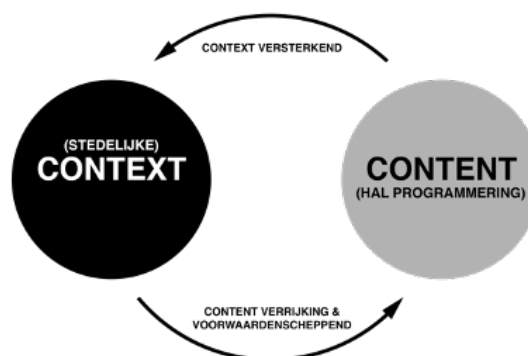 CONTEXT VERSTERKEND
(STEDELIJKE)
CONTEXT
CONTENT
(HAL PROGRAMMERING)
CONTENT VERRIJKING &
VOORWAARDENSCHEPPEND